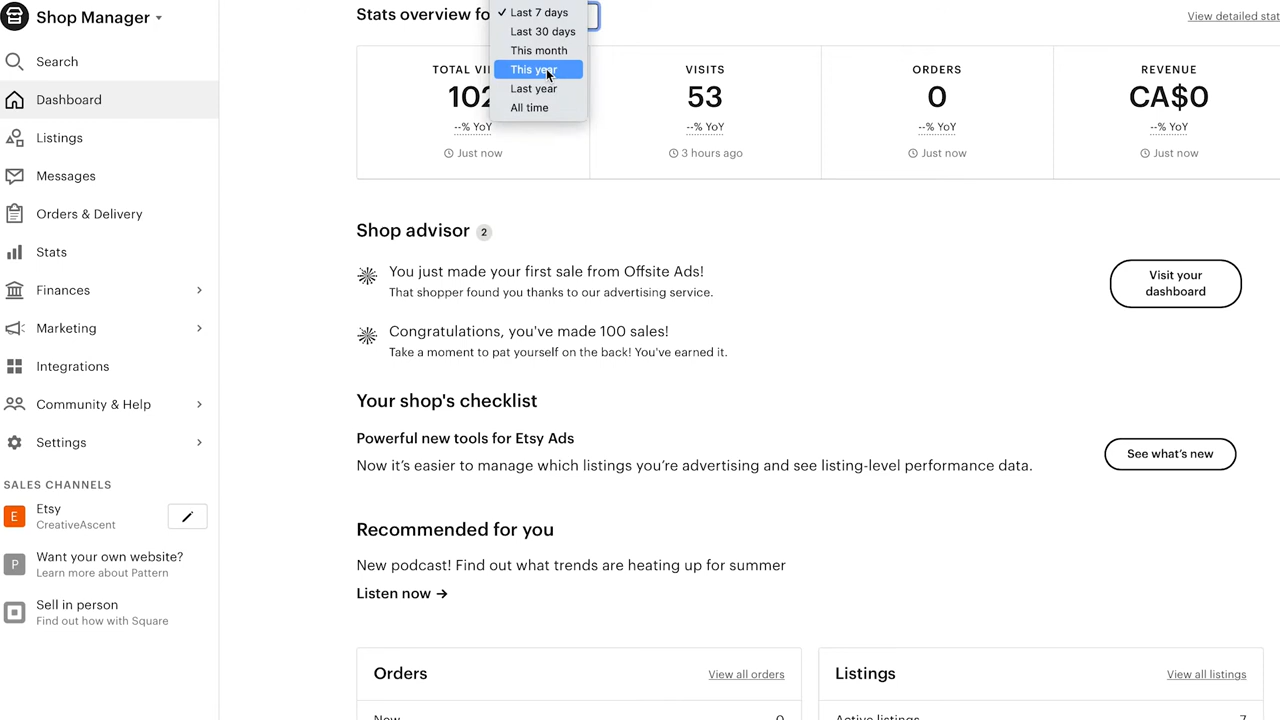 Shop Manager
Search
Dashboard
Listings
Messages
Orders & Delivery
Stats
Finances
Marketing
Integrations
Community & Help
Settings
SALES CHANNELS
E
Etsy
CreativeAscent
P
Want your own website?
Learn more about Pattern
Sell in person
Find out how with Square
Stats overview fo
✓ Last 7 days
Last 30 days
This month
This year
Last year
All time
View detailed stat
TOTAL VI
102
--% YoY
Just now
VISITS
53
--% YoY
3 hours ago
ORDERS
0
--% YoY
Just now
REVENUE
CA$0
--% YoY
Just now
Shop advisor 2
You just made your first sale from Offsite Ads!
That shopper found you thanks to our advertising service.
Visit your
dashboard
Congratulations, you've made 100 sales!
Take a moment to pat yourself on the back! You've earned it.
Your shop's checklist
Powerful new tools for Etsy Ads
Now it’s easier to manage which listings you’re advertising and see listing-level performance data.
See what’s new
Recommended for you
New podcast! Find out what trends are heating up for summer
Listen now →
Orders
View all orders
New 0
Listings
View all listings
Active listings 7